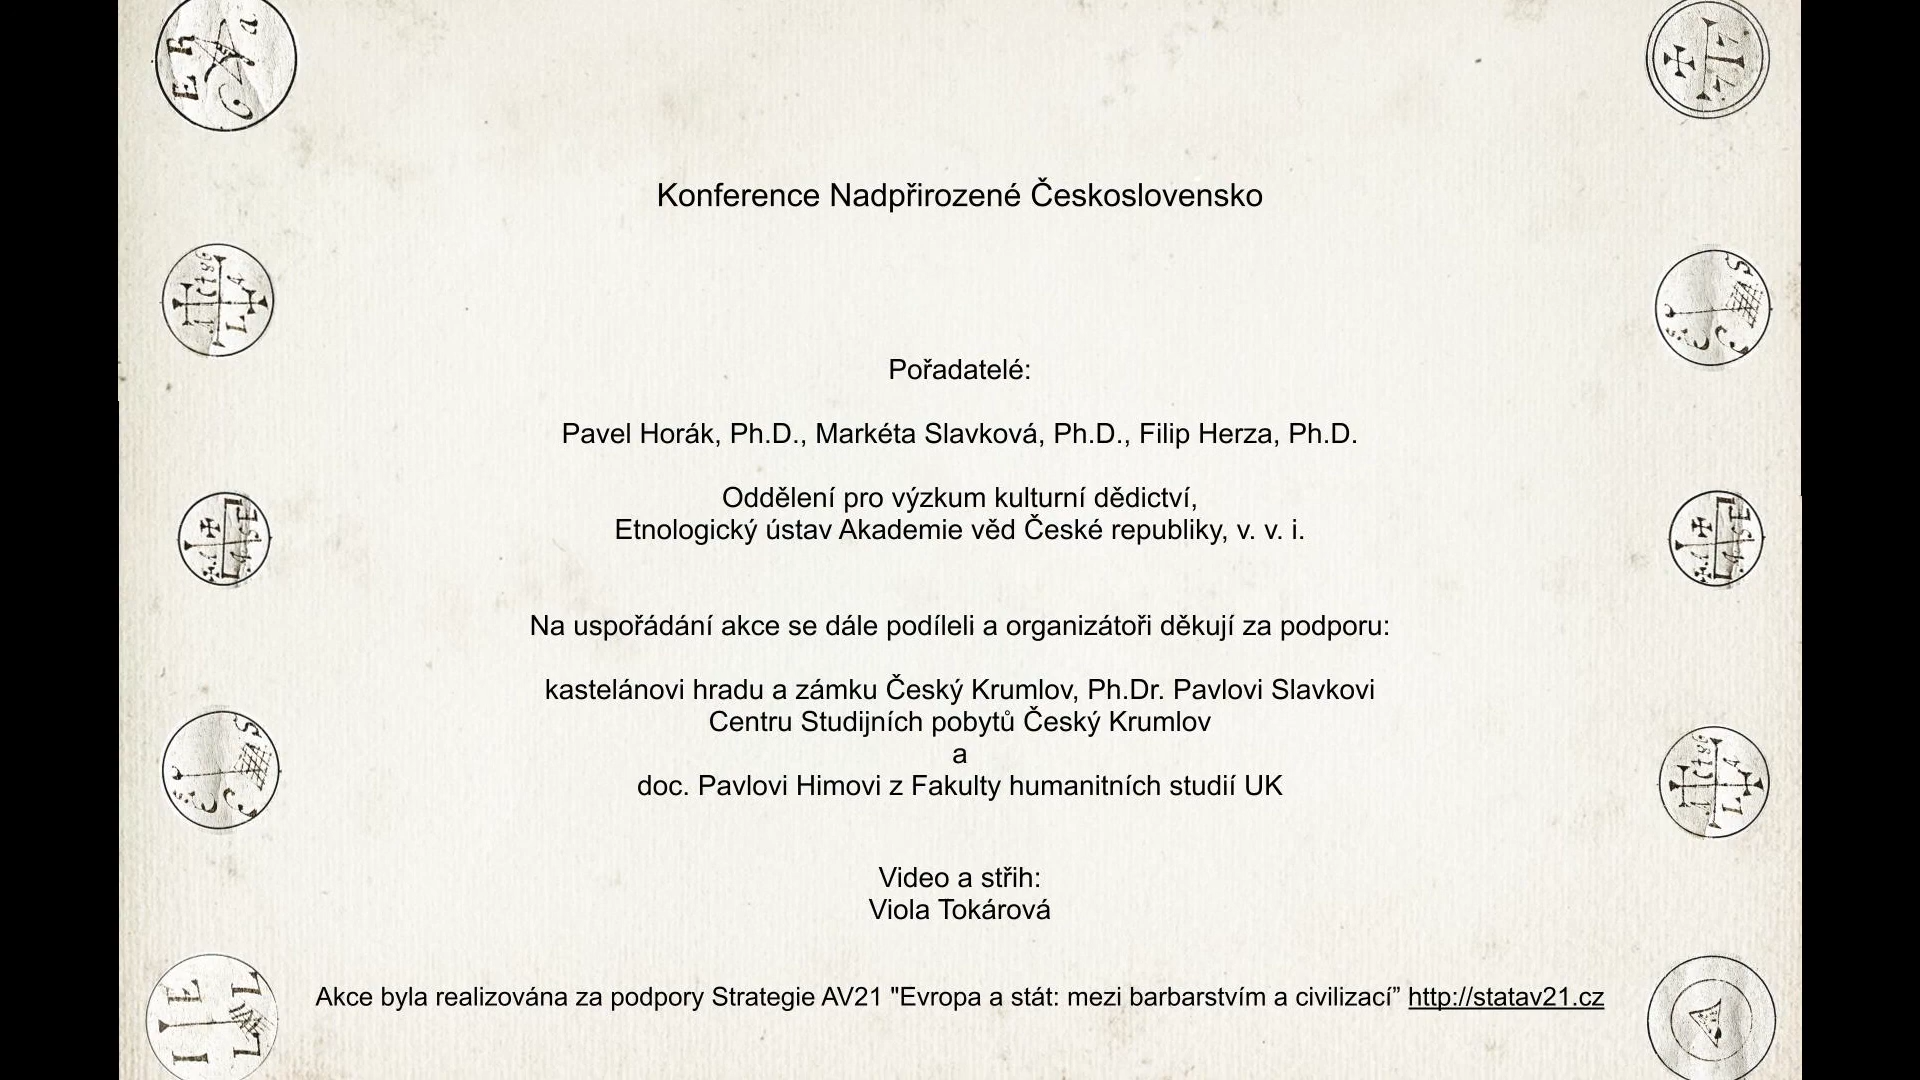 Konference Nadpřirozené Československo
Pořadatelé:
Pavel Horák, Ph.D., Markéta Slavková, Ph.D., Filip Herza, Ph.D.
Oddělení pro výzkum kulturní dědictví,
Etnologický ústav Akademie věd České republiky, v. v. i.
Na uspořádání akce se dále podíleli a organizátoři děkují za podporu:
kastelánovi hradu a zámku Český Krumlov, Ph.Dr. Pavlovi Slavkovi
Centru Studijních pobytů Český Krumlov
a
doc. Pavlovi Himovi z Fakulty humanitních studií UK
Video a střih:
Viola Tokárová
Akce byla realizována za podpory Strategie AV21 "Evropa a stát: mezi barbarstvím a civilizací” http://statav21.cz